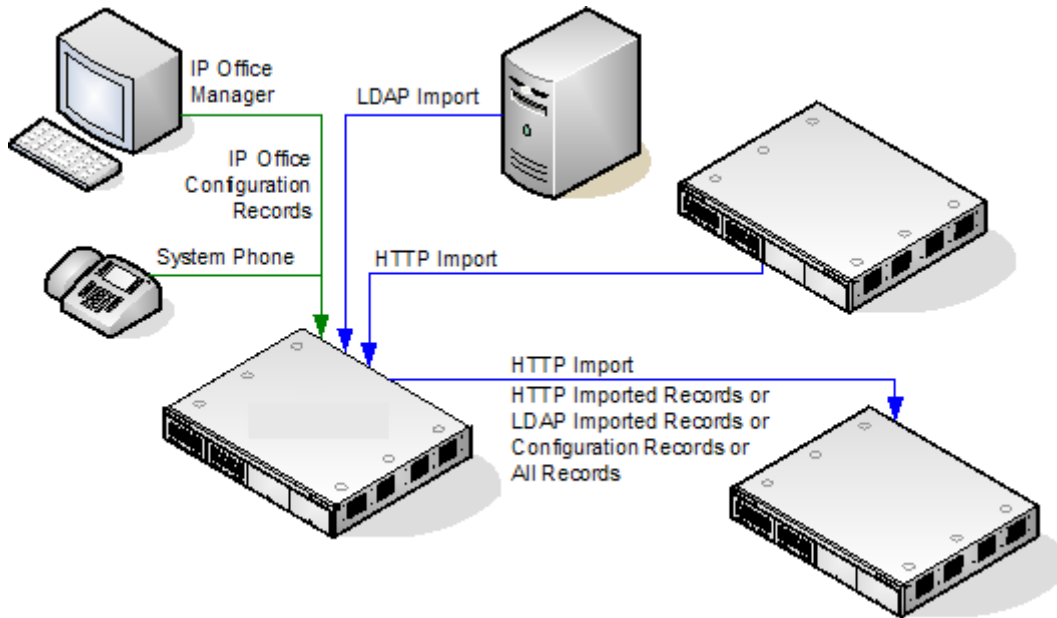 IP Office
Manager
LDAP Import
IP Office
Configuration
Records
System Phone
HTTP Import
HTTP Import
HTTP Imported Records or
LDAP Imported Records or
Configuration Records or
All Records